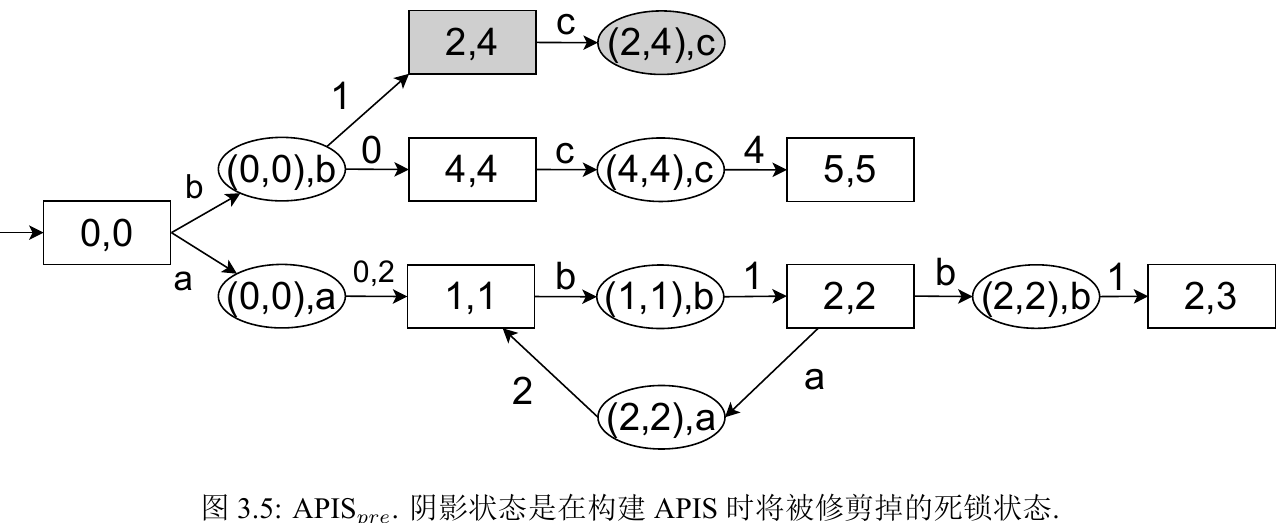 2,4 c (2,4),c
1
(0,0),b 0 4,4 c (4,4),c 4 5,5
b
0,0
a
(0,0),a 0,2 1,1 b (1,1),b 1 2,2 b (2,2),b 1 2,3
2 a
(2,2),a
图 3.5: APISpre. 阴影状态是在构建 APIS 时将被修剪掉的死锁状态.